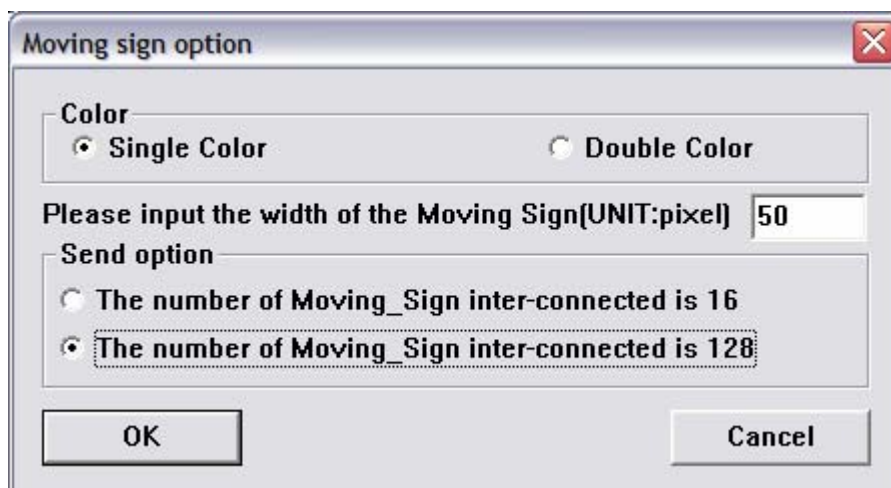 Moving sign option
Color
Single Color Double Color
Please input the width of the Moving Sign(UNIT:pixel) 50
Send option
The number of Moving_Sign inter-connected is 16
The number of Moving_Sign inter-connected is 128
OK Cancel